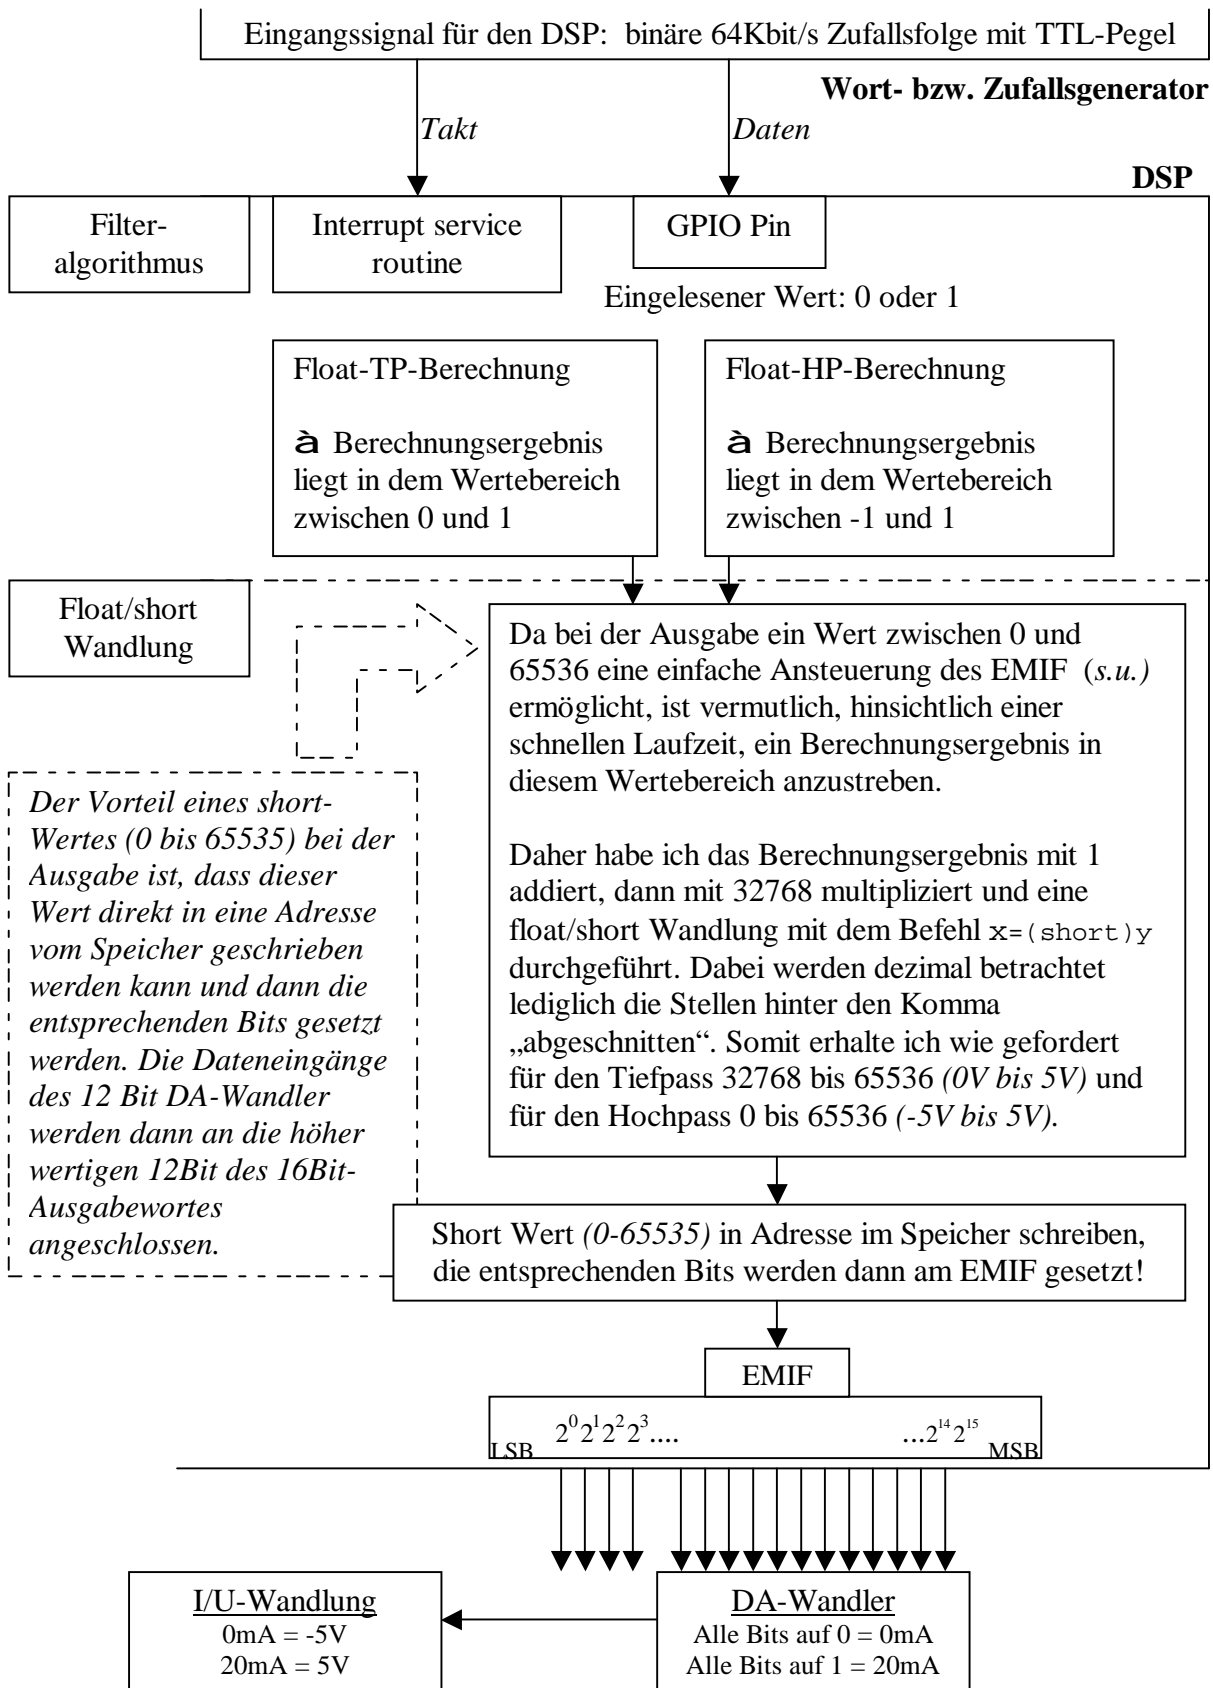 Eingangssignal für den DSP:  binäre 64Kbit/s Zufallsfolge mit TTL-Pegel
Wort- bzw. Zufallsgenerator
Takt
Daten
DSP
Filter-
algorithmus
Interrupt service
routine
GPIO Pin
Eingelesener Wert: 0 oder 1
Float-TP-Berechnung
à Berechnungsergebnis
liegt in dem Wertebereich
zwischen 0 und 1
Float-HP-Berechnung
à Berechnungsergebnis
liegt in dem Wertebereich
zwischen -1 und 1
Float/short
Wandlung
Da bei der Ausgabe ein Wert zwischen 0 und
65536 eine einfache Ansteuerung des EMIF (s.u.)
ermöglicht, ist vermutlich, hinsichtlich einer
schnellen Laufzeit, ein Berechnungsergebnis in
diesem Wertebereich anzustreben.
Daher habe ich das Berechnungsergebnis mit 1
addiert, dann mit 32768 multipliziert und eine
float/short Wandlung mit dem Befehl x=(short)y
durchgeführt. Dabei werden dezimal betrachtet
lediglich die Stellen hinter den Komma
„abgeschnitten“. Somit erhalte ich wie gefordert
für den Tiefpass 32768 bis 65536 (0V bis 5V) und
für den Hochpass 0 bis 65536 (-5V bis 5V).
Der Vorteil eines short-
Wertes (0 bis 65535) bei der
Ausgabe ist, dass dieser
Wert direkt in eine Adresse
vom Speicher geschrieben
werden kann und dann die
entsprechenden Bits gesetzt
werden. Die Dateneingänge
des 12 Bit DA-Wandler
werden dann an die höher
wertigen 12Bit des 16Bit-
Ausgabewortes
angeschlossen.
Short Wert (0-65535) in Adresse im Speicher schreiben,
die entsprechenden Bits werden dann am EMIF gesetzt!
EMIF
LSB 2⁰2¹2²2³.... ...2¹⁴2¹⁵ MSB
I/U-Wandlung
0mA = -5V
20mA = 5V
DA-Wandler
Alle Bits auf 0 = 0mA
Alle Bits auf 1 = 20mA